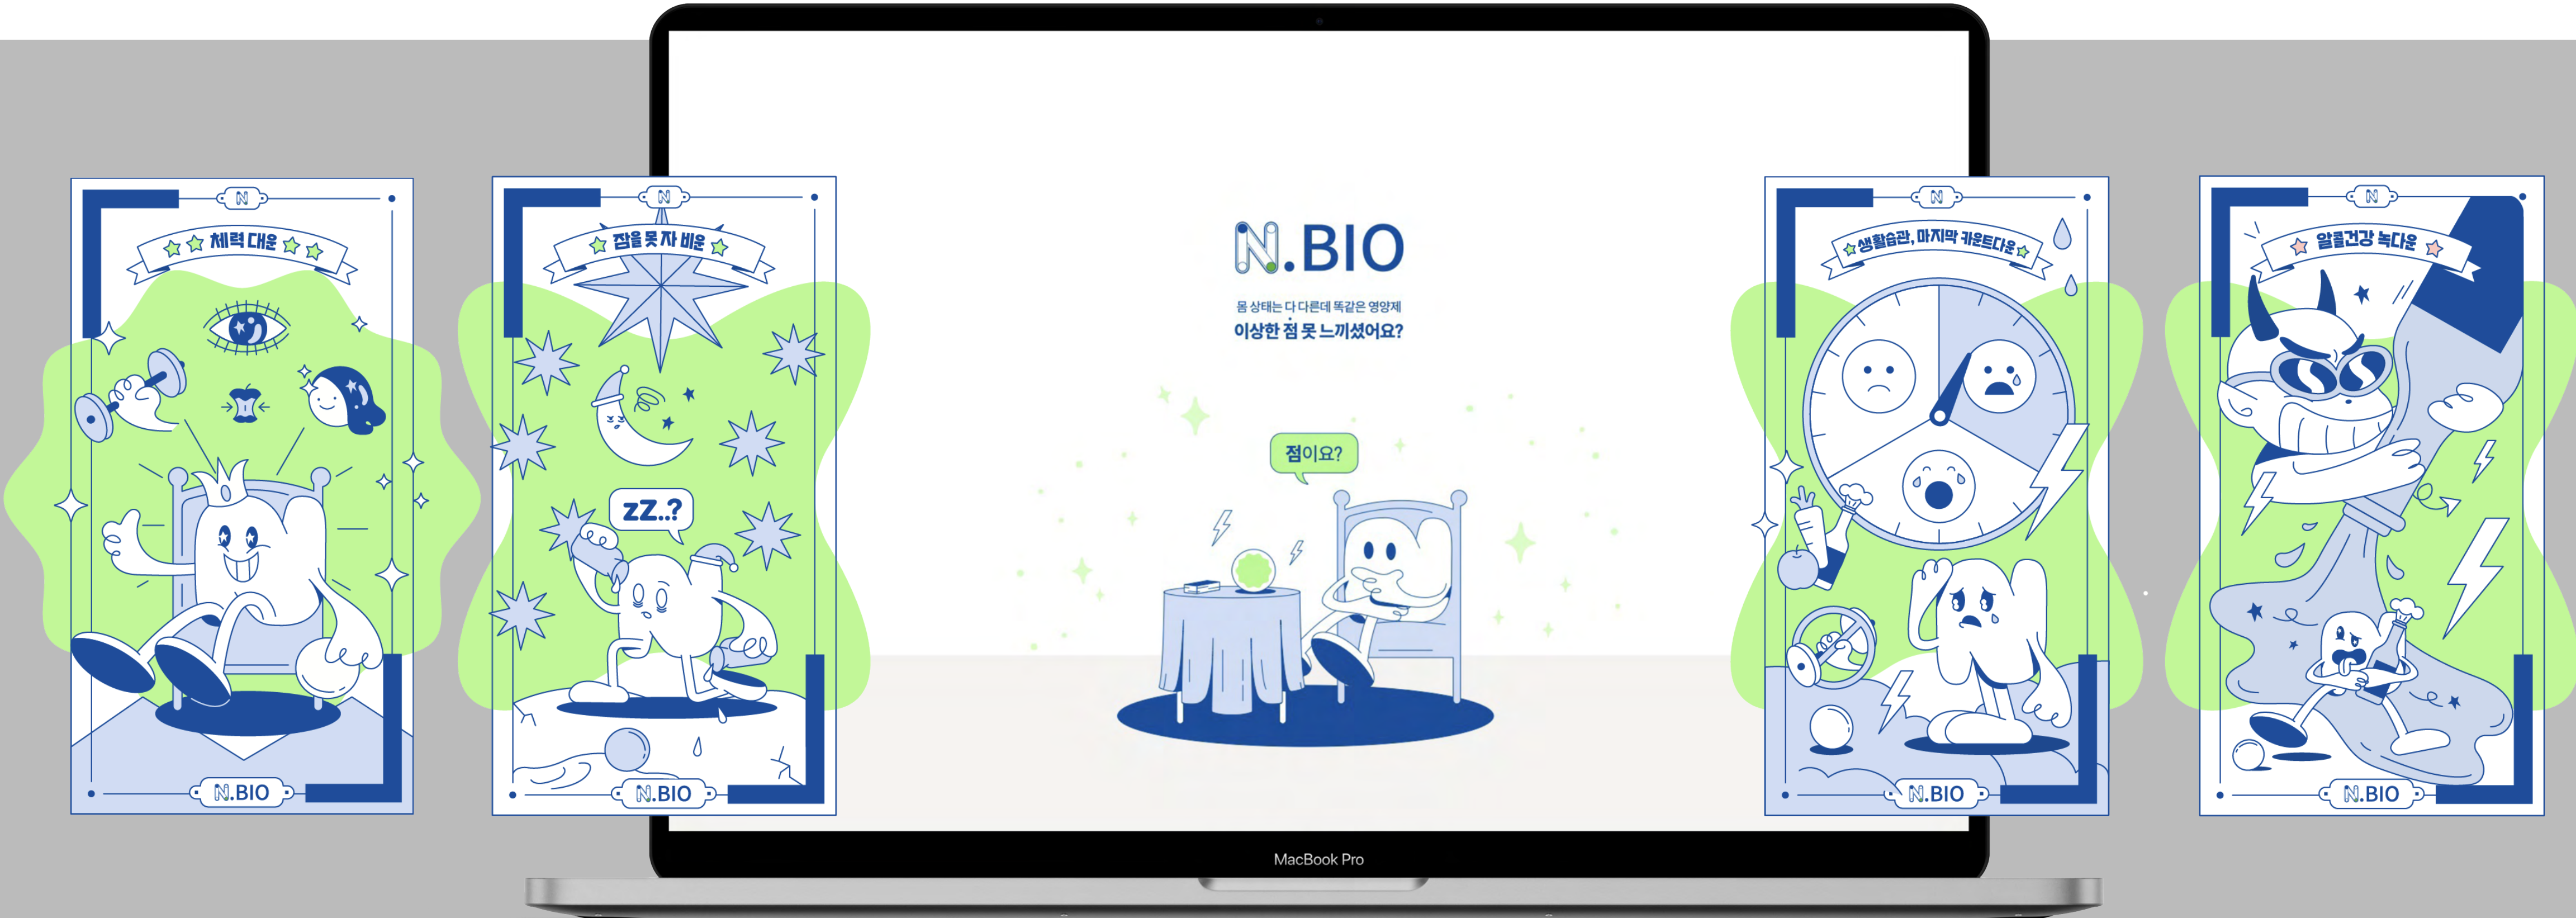 N
체력 대운
N.BIO
N
잠을 못 자 비운
zZ..?
N.BIO
N.BIO
몸 상태는 다 다른데 똑같은 영양제
이상한 점 못 느끼셨어요?
점이요?
MacBook Pro
N
생활습관, 마지막 카운트다운
N.BIO
N
알콜건강 녹다운
N.BIO